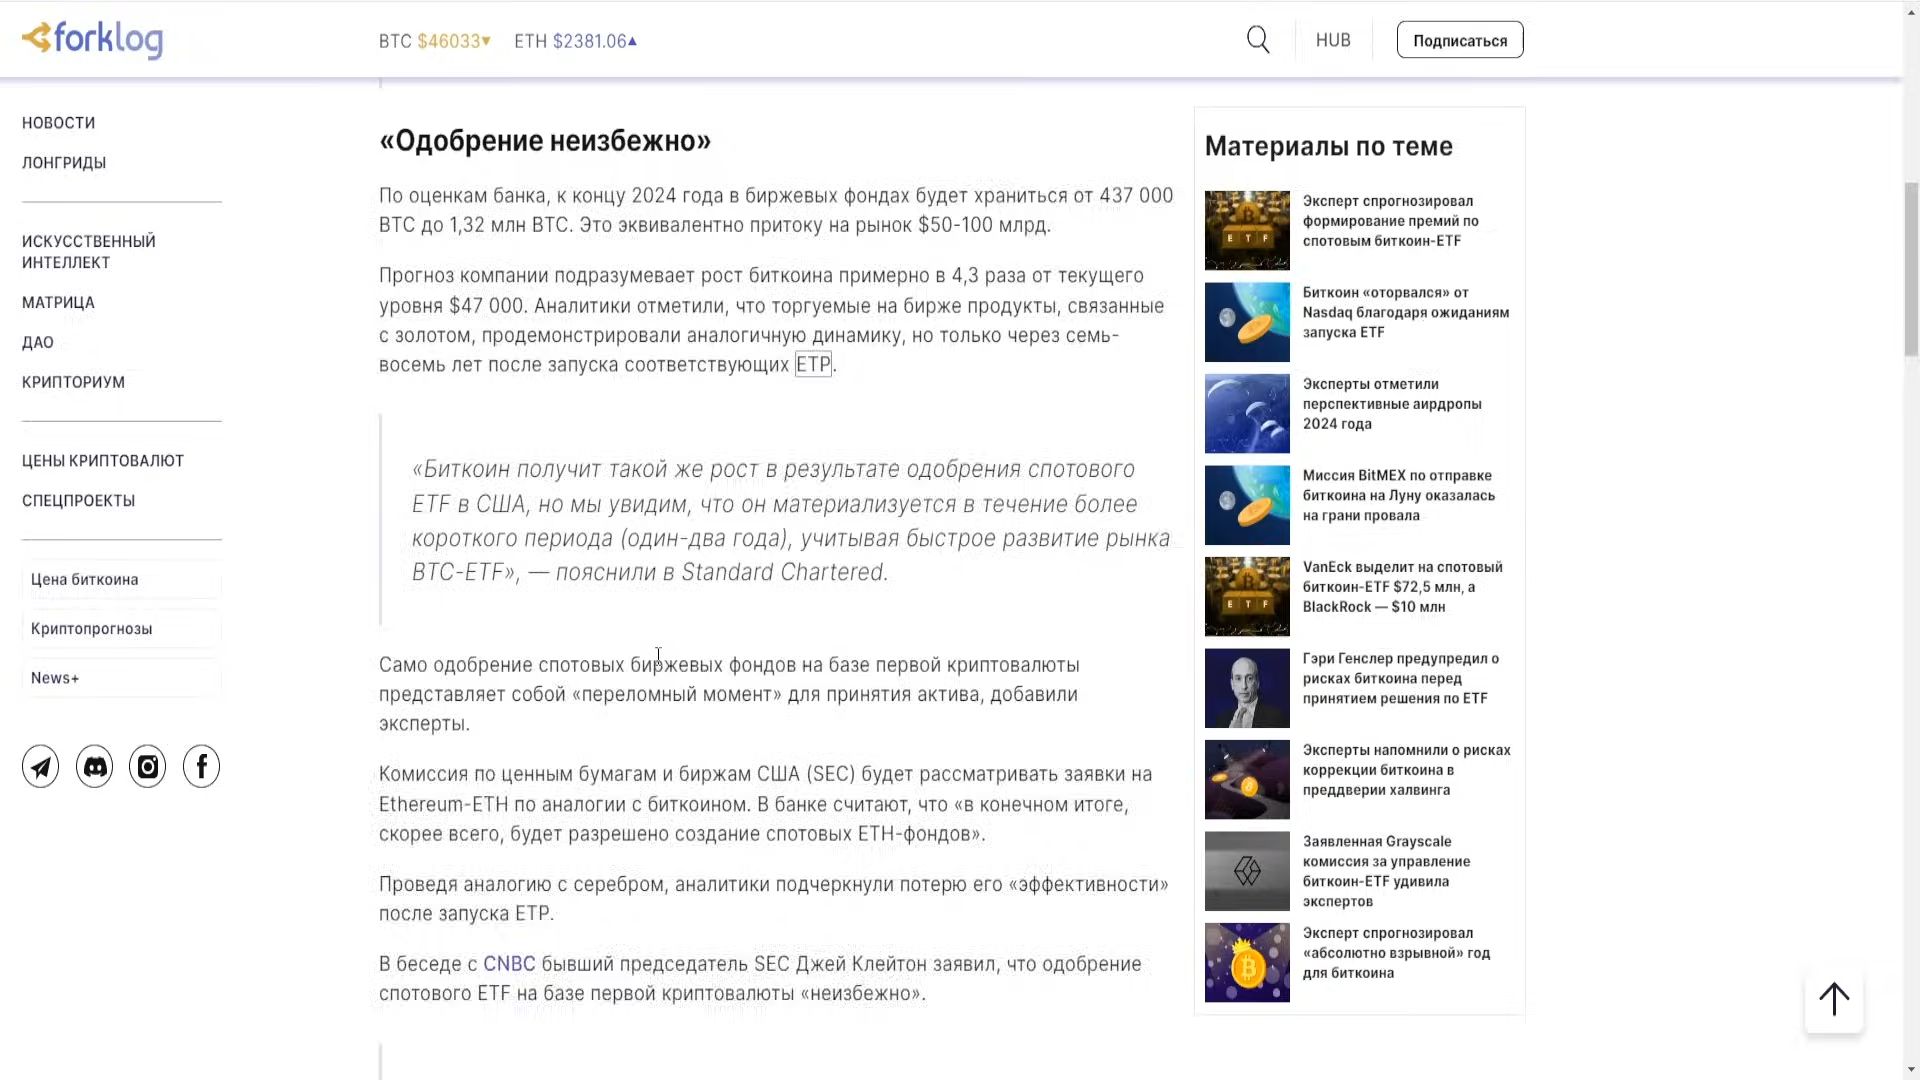 forklog
BTC $46033▼ ETH $2381.06▲
HUB
Подписаться
НОВОСТИ
ЛОНГРИДЫ
ИСКУССТВЕННЫЙ
ИНТЕЛЛЕКТ
МАТРИЦА
ДАО
КРИПТОРИУМ
ЦЕНЫ КРИПТОВАЛЮТ
СПЕЦПРОЕКТЫ
Цена биткоина
Криптопрогнозы
News+
«Одобрение неизбежно»
По оценкам банка, к концу 2024 года в биржевых фондах будет храниться от 437 000
BTC до 1,32 млн BTC. Это эквивалентно притоку на рынок $50-100 млрд.
Прогноз компании подразумевает рост биткоина примерно в 4,3 раза от текущего
уровня $47 000. Аналитики отметили, что торгуемые на бирже продукты, связанные
с золотом, продемонстрировали аналогичную динамику, но только через семь-
восемь лет после запуска соответствующих ETP.
«Биткоин получит такой же рост в результате одобрения спотового
ETF в США, но мы увидим, что он материализуется в течение более
короткого периода (один-два года), учитывая быстрое развитие рынка
BTC-ETF», — пояснили в Standard Chartered.
Само одобрение спотовых биржевых фондов на базе первой криптовалюты
представляет собой «переломный момент» для принятия актива, добавили
эксперты.
Комиссия по ценным бумагам и биржам США (SEC) будет рассматривать заявки на
Ethereum-ETH по аналогии с биткоином. В банке считают, что «в конечном итоге,
скорее всего, будет разрешено создание спотовых ETH-фондов».
Проведя аналогию с серебром, аналитики подчеркнули потерю его «эффективности»
после запуска ETP.
В беседе с CNBC бывший председатель SEC Джей Клейтон заявил, что одобрение
спотового ETF на базе первой криптовалюты «неизбежно».
Материалы по теме
Эксперт спрогнозировал
формирование премий по
спотовым биткоин-ETF
Биткоин «оторвался» от
Nasdaq благодаря ожиданиям
запуска ETF
Эксперты отметили
перспективные аирдропы
2024 года
Миссия BitMEX по отправке
биткоина на Луну оказалась
на грани провала
VanEck выделит на спотовый
биткоин-ETF $72,5 млн, а
BlackRock — $10 млн
Гэри Генслер предупредил о
рисках биткоина перед
принятием решения по ETF
Эксперты напомнили о рисках
коррекции биткоина в
преддверии халвинга
Заявленная Grayscale
комиссия за управление
биткоин-ETF удивила
экспертов
Эксперт спрогнозировал
«абсолютно взрывной» год
для биткоина
ETF
ETF